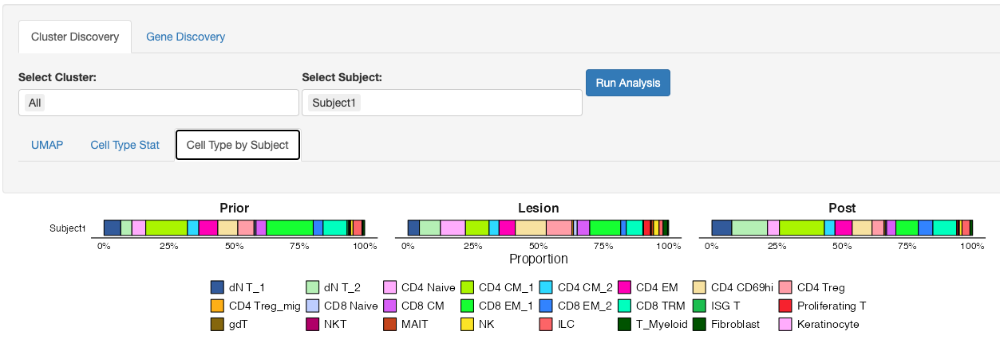 Cluster Discovery Gene Discovery
Select Cluster: Select Subject: Run Analysis
All Subject1
UMAP Cell Type Stat Cell Type by Subject
Prior Lesion Post
Subject1
0% 25% 50% 75% 100% 0% 25% 50% 75% 100% 0% 25% 50% 75% 100%
Proportion
dN T_1 dN T_2 CD4 Naive CD4 CM_1 CD4 CM_2 CD4 EM CD4 CD69hi CD4 Treg
CD4 Treg_mig CD8 Naive CD8 CM CD8 EM_1 CD8 EM_2 CD8 TRM ISG T Proliferating T
gdT NKT MAIT NK ILC T_Myeloid Fibroblast Keratinocyte